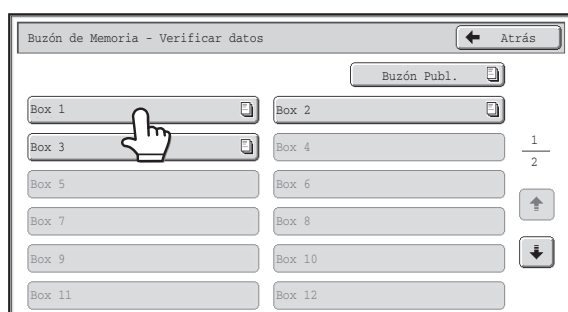 Buzón de Memoria - Verificar datos
Atrás
Buzón Publ.
Box 1
Box 2
Box 3
Box 4
Box 5
Box 6
Box 7
Box 8
Box 9
Box 10
Box 11
Box 12
1
2